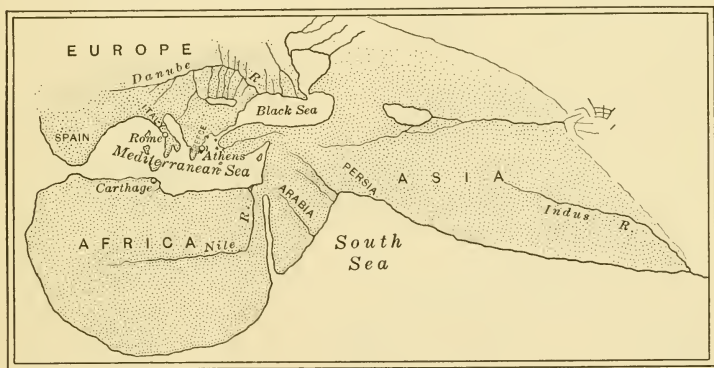 EUROPE
Danube R.
Black Sea
ITALY
SPAIN
Rome
GREECE
Athens
Mediterranean Sea
Carthage
PERSIA
ASIA
ARABIA
Indus R.
R.
AFRICA
Nile
South
Sea